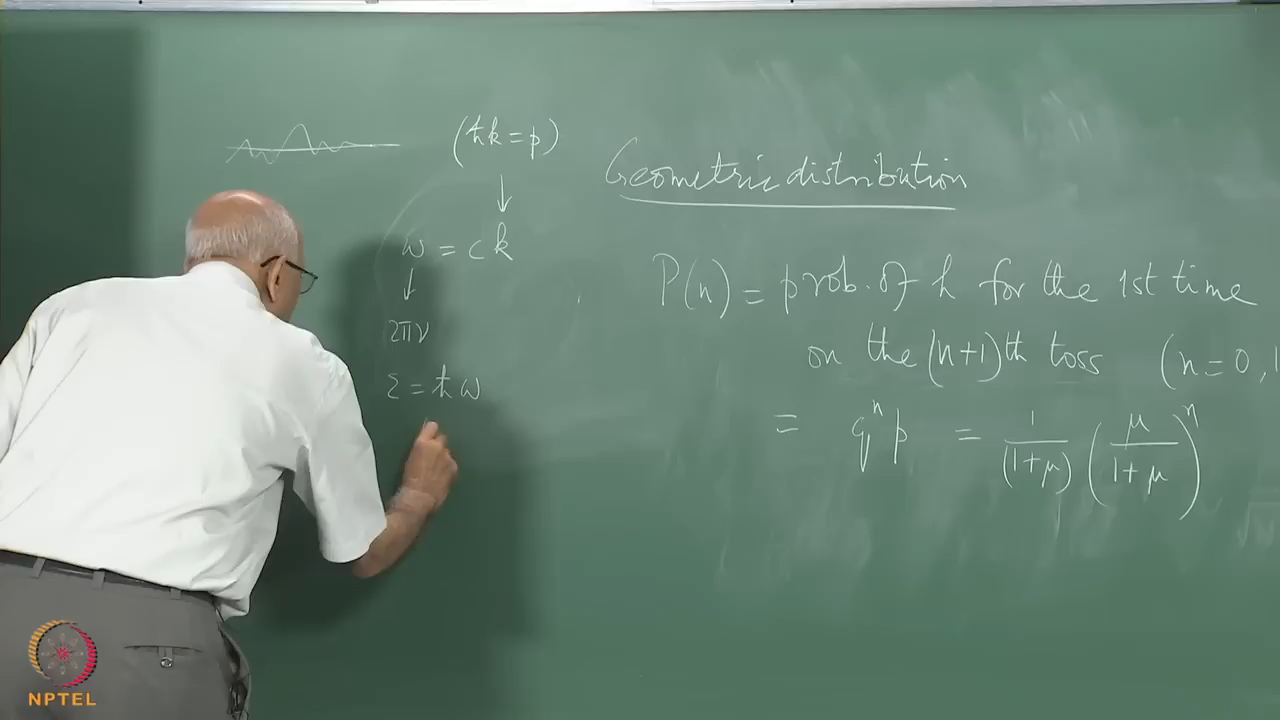 (ħk = p)
↓
ω = ck
↓
2πν
ε = ħω
Geometric distribution
P(n) = prob. of h for the 1st time
on the (n+1)th toss (n = 0, 1
= qⁿp = 1/(1+μ) (μ/(1+μ))ⁿ
NPTEL